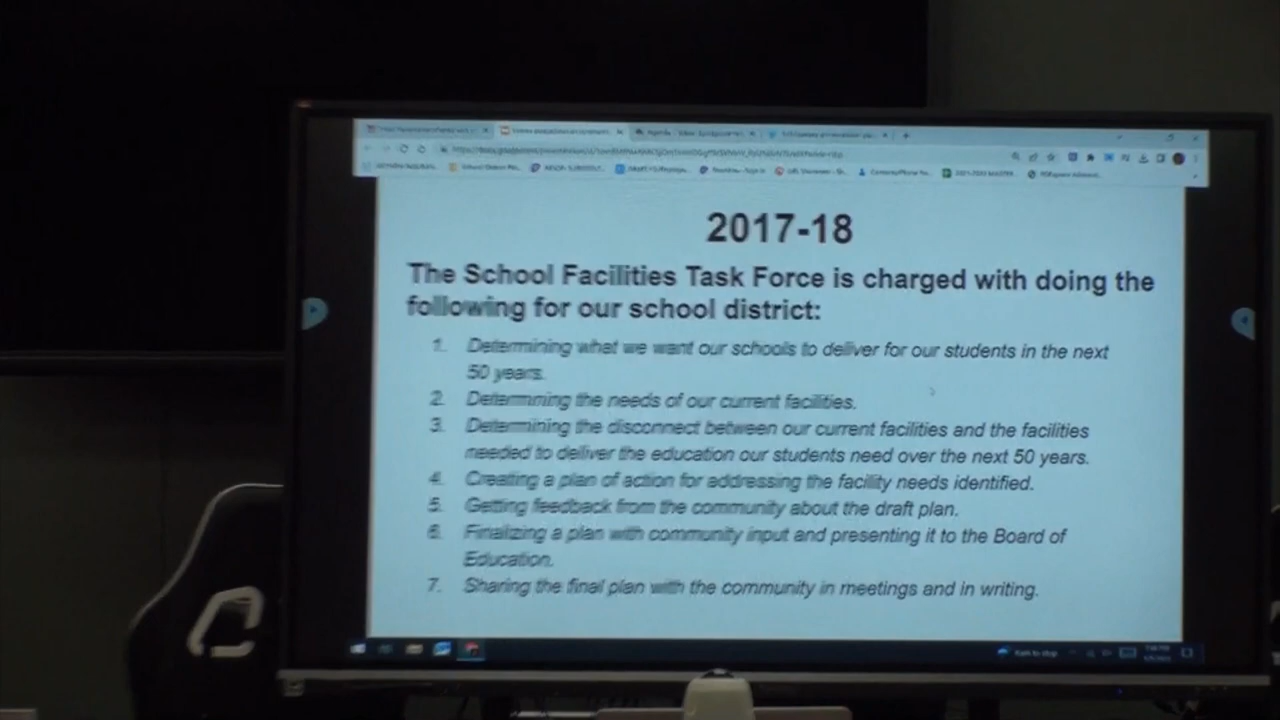 2017-18
The School Facilities Task Force is charged with doing the
following for our school district:
1. Determining what we want our schools to deliver for our students in the next
50 years.
2. Determining the needs of our current facilities.
3. Determining the disconnect between our current facilities and the facilities
needed to deliver the education our students need over the next 50 years.
4. Creating a plan of action for addressing the facility needs identified.
5. Getting feedback from the community about the draft plan.
6. Finalizing a plan with community input and presenting it to the Board of
Education.
7. Sharing the final plan with the community in meetings and in writing.
Rain to stop